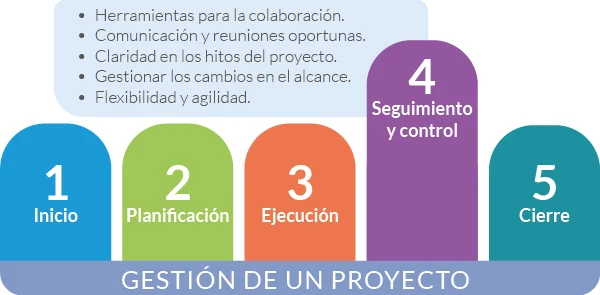 • Herramientas para la colaboración.
• Comunicación y reuniones oportunas.
• Claridad en los hitos del proyecto.
• Gestionar los cambios en el alcance.
• Flexibilidad y agilidad.
1
Inicio
2
Planificación
3
Ejecución
4
Seguimiento
y control
5
Cierre
GESTIÓN DE UN PROYECTO